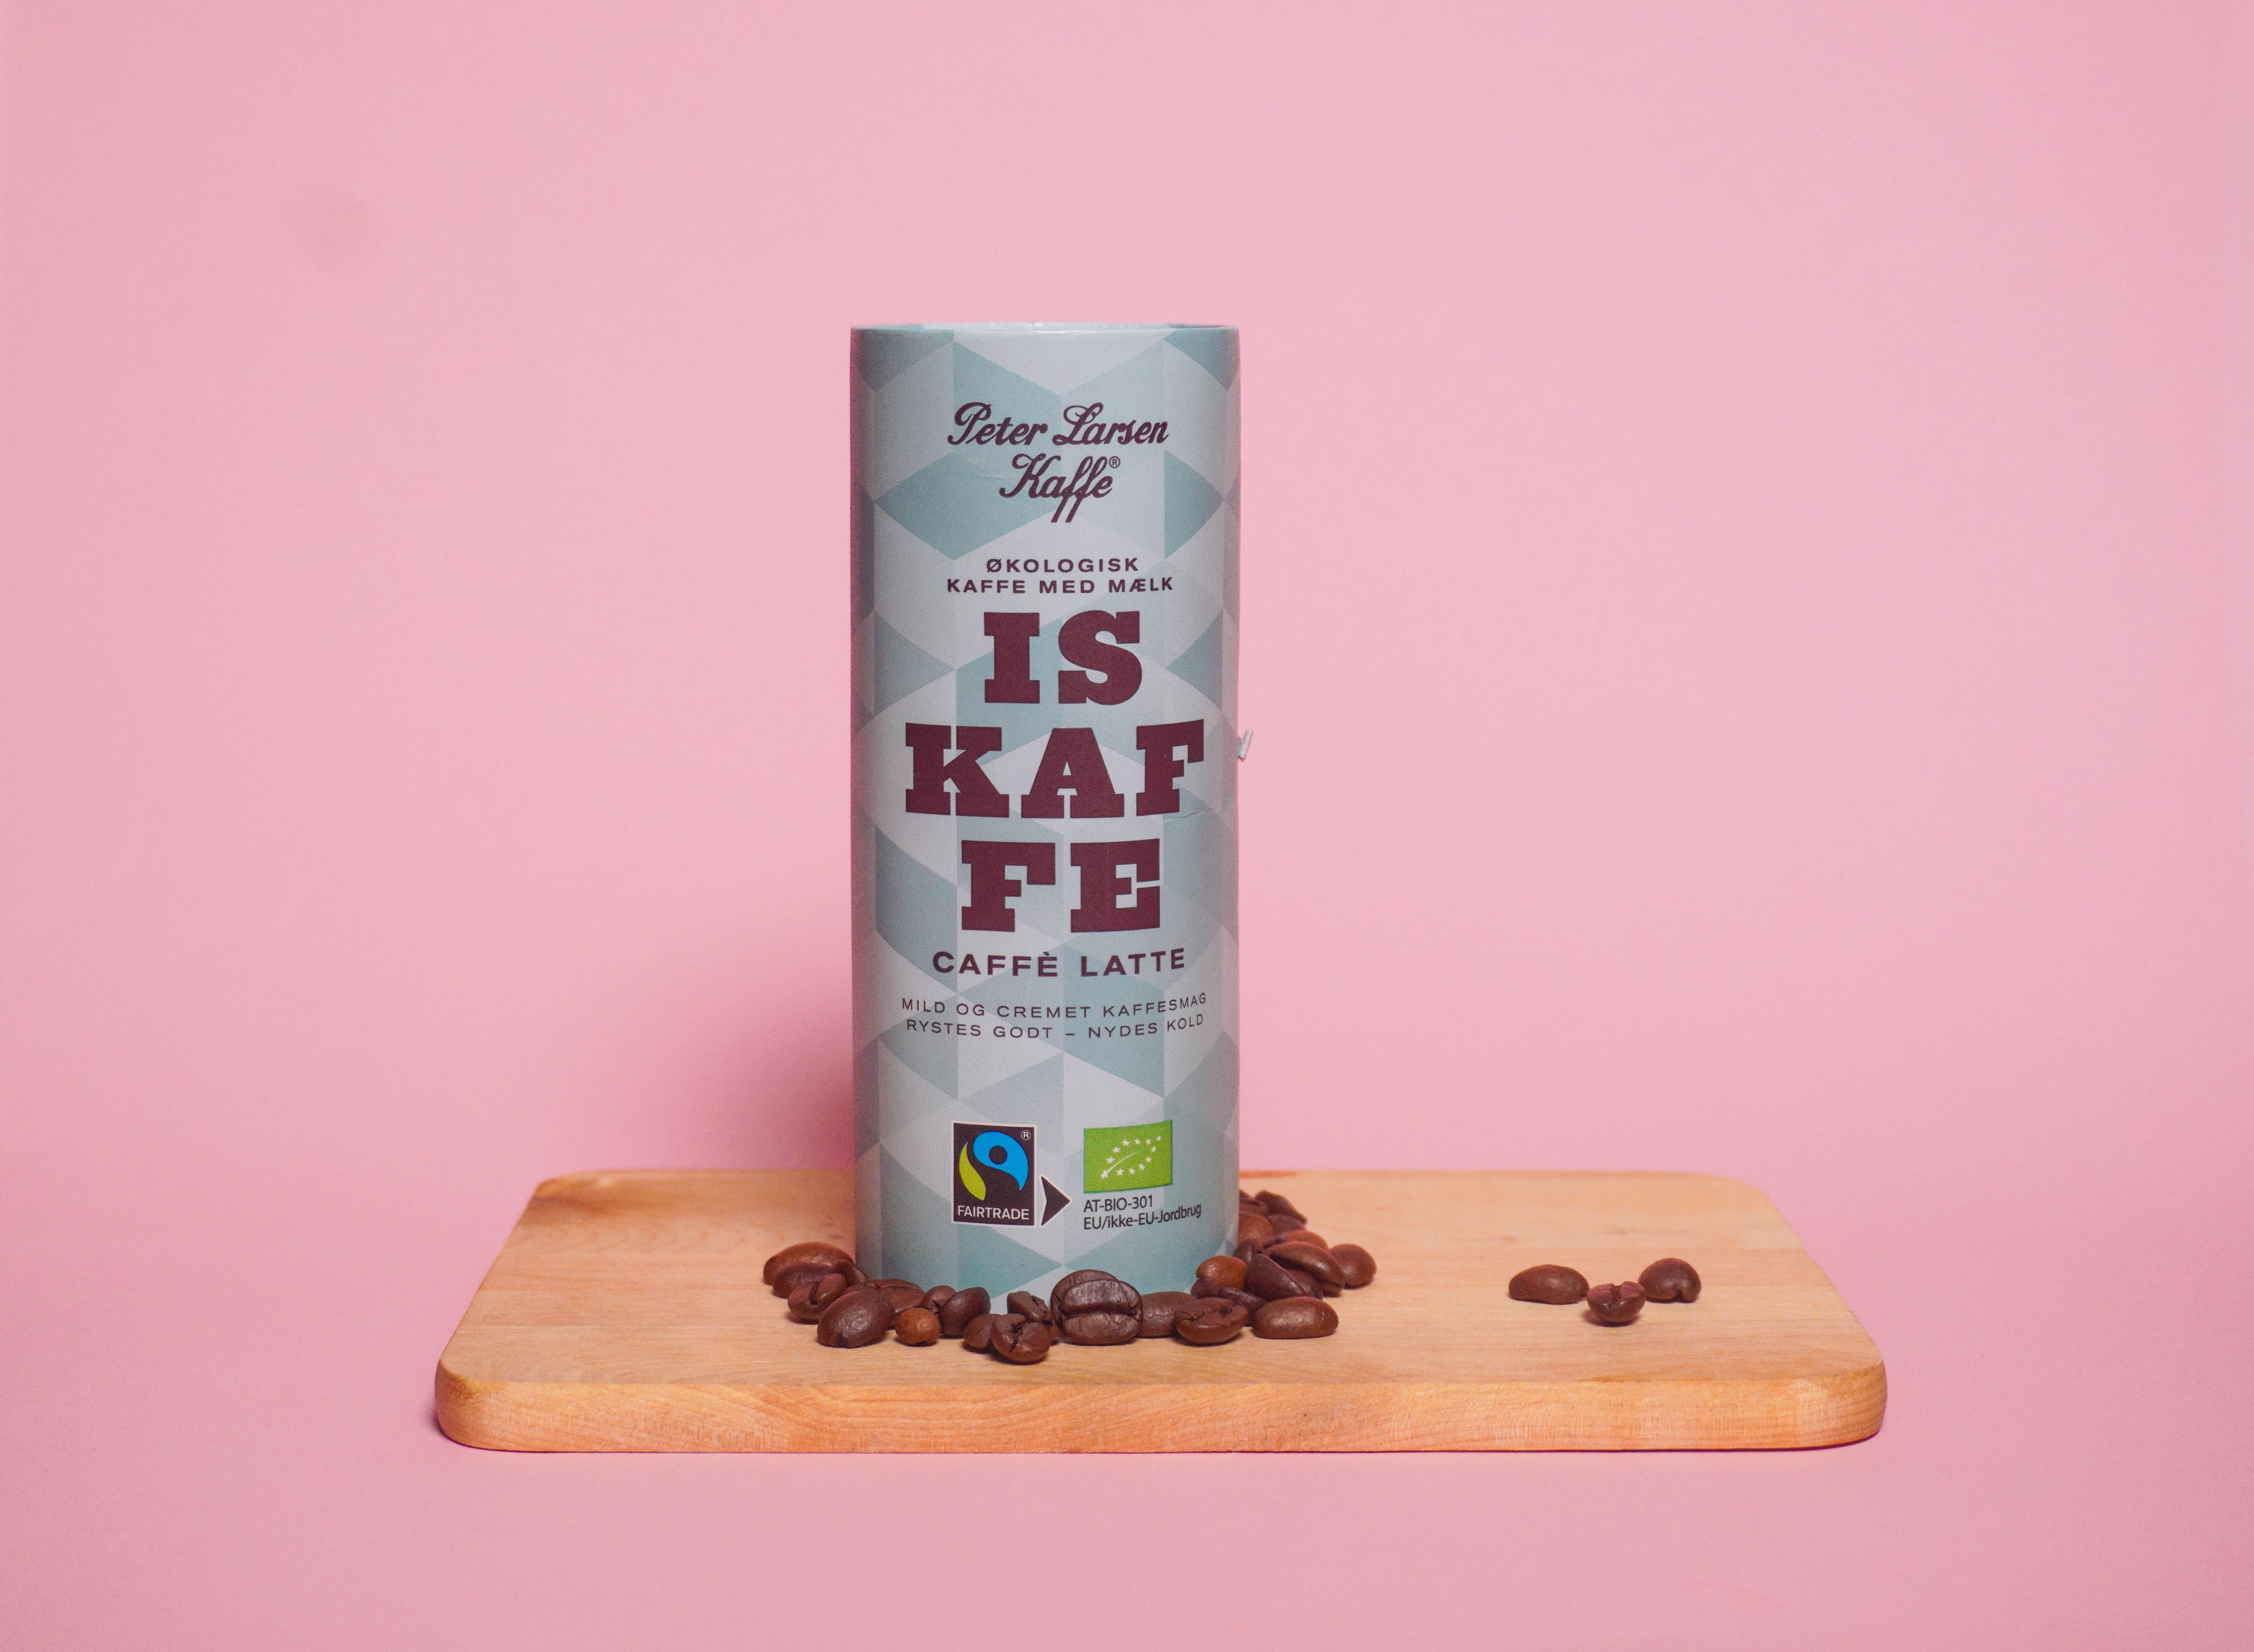 Peter Larsen
Kaffe®
ØKOLOGISK
KAFFE MED MÆLK
IS
KAF
FE
CAFFÈ LATTE
MILD OG CREMET KAFFESMAG
RYSTES GODT – NYDES KOLD
®
FAIRTRADE
AT-BIO-301
EU/ikke-EU-Jordbrug